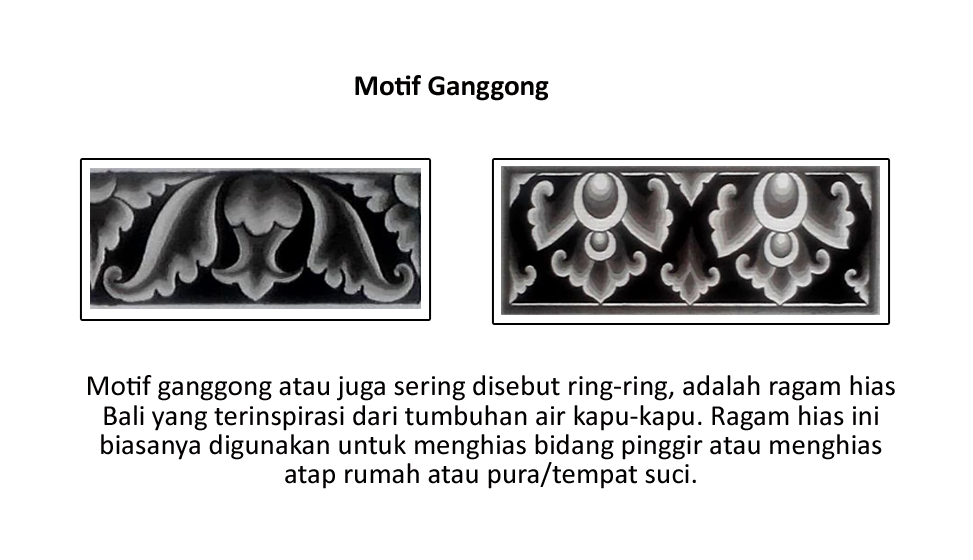 Motif Ganggong
Motif ganggong atau juga sering disebut ring-ring, adalah ragam hias
Bali yang terinspirasi dari tumbuhan air kapu-kapu. Ragam hias ini
biasanya digunakan untuk menghias bidang pinggir atau menghias
atap rumah atau pura/tempat suci.